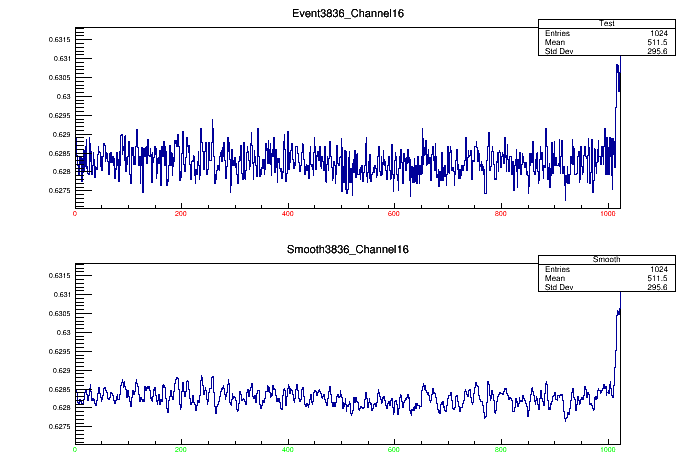 Event3836_Channel16
Test
Entries 1024
Mean 511.5
Std Dev 295.6
0.6315
0.631
0.6305
0.63
0.6295
0.629
0.6285
0.628
0.6275
0 200 400 600 800 1000
Smooth3836_Channel16
Smooth
Entries 1024
Mean 511.5
Std Dev 295.6
0.6315
0.631
0.6305
0.63
0.6295
0.629
0.6285
0.628
0.6275
0 200 400 600 800 1000